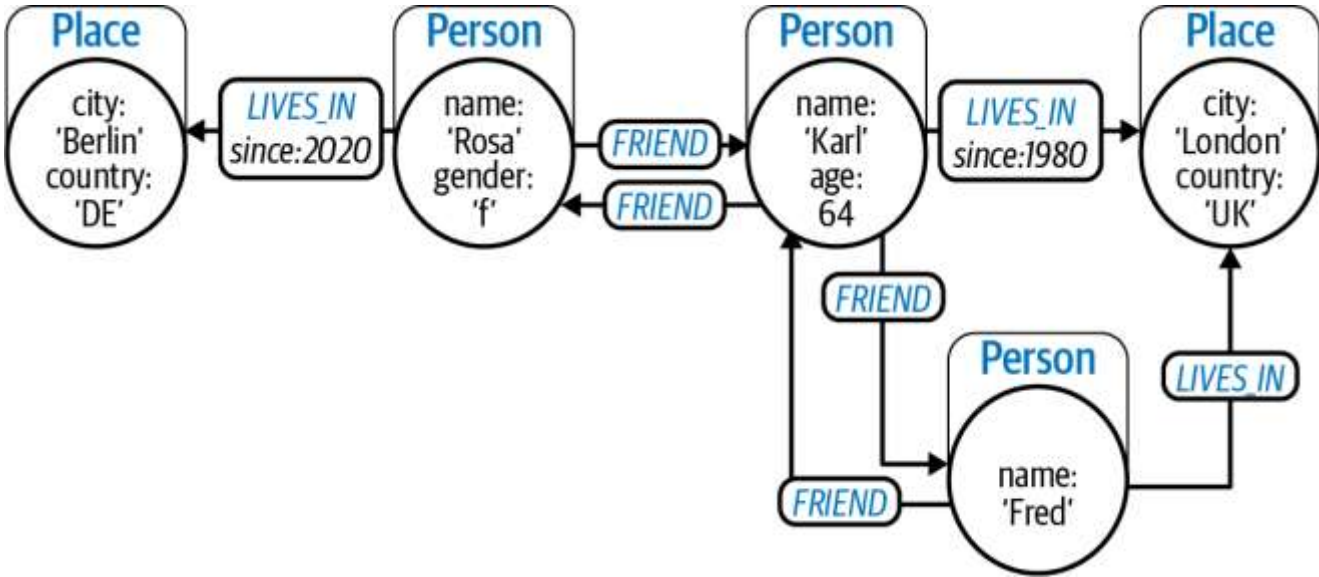 Place
city:
'Berlin'
country:
'DE'
LIVES_IN
since:2020
Person
name:
'Rosa'
gender:
'f'
FRIEND
FRIEND
Person
name:
'Karl'
age:
64
LIVES_IN
since:1980
Place
city:
'London'
country:
'UK'
FRIEND
Person
name:
'Fred'
FRIEND
LIVES_IN